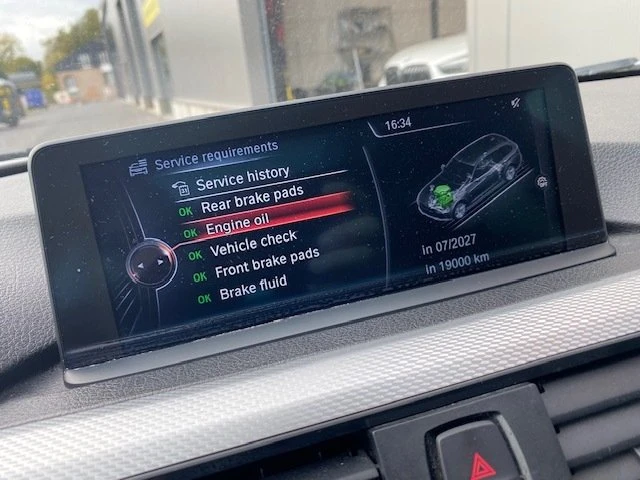 Service requirements
16:34
Service history
OK Rear brake pads
OK Engine oil
OK Vehicle check
OK Front brake pads
OK Brake fluid
in 07/2027
in 19000 km